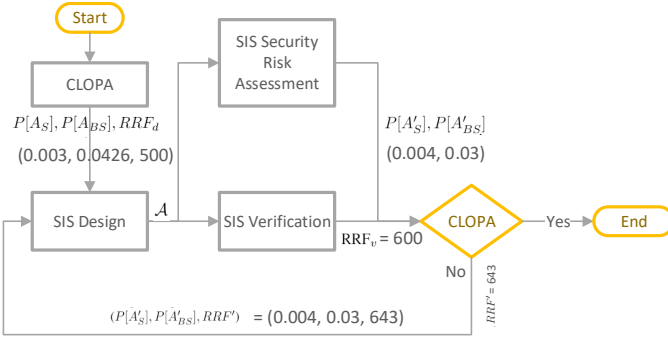 Start
CLOPA
P[A_S], P[A_BS], RRF_d
(0.003, 0.0426, 500)
SIS Security
Risk
Assessment
P[A'_S], P[A'_BS]
(0.004, 0.03)
SIS Design
𝒜
SIS Verification
RRF_v = 600
CLOPA
Yes
End
No
RRF' = 643
(P[A'_S], P[A'_BS], RRF') = (0.004, 0.03, 643)